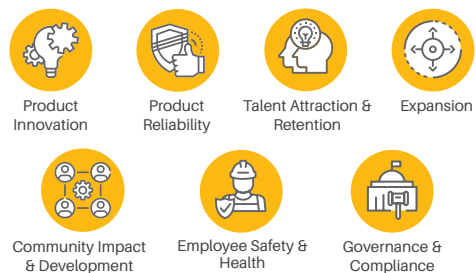 Product
Innovation
Product
Reliability
Talent Attraction &
Retention
Expansion
Community Impact
& Development
Employee Safety &
Health
Governance &
Compliance